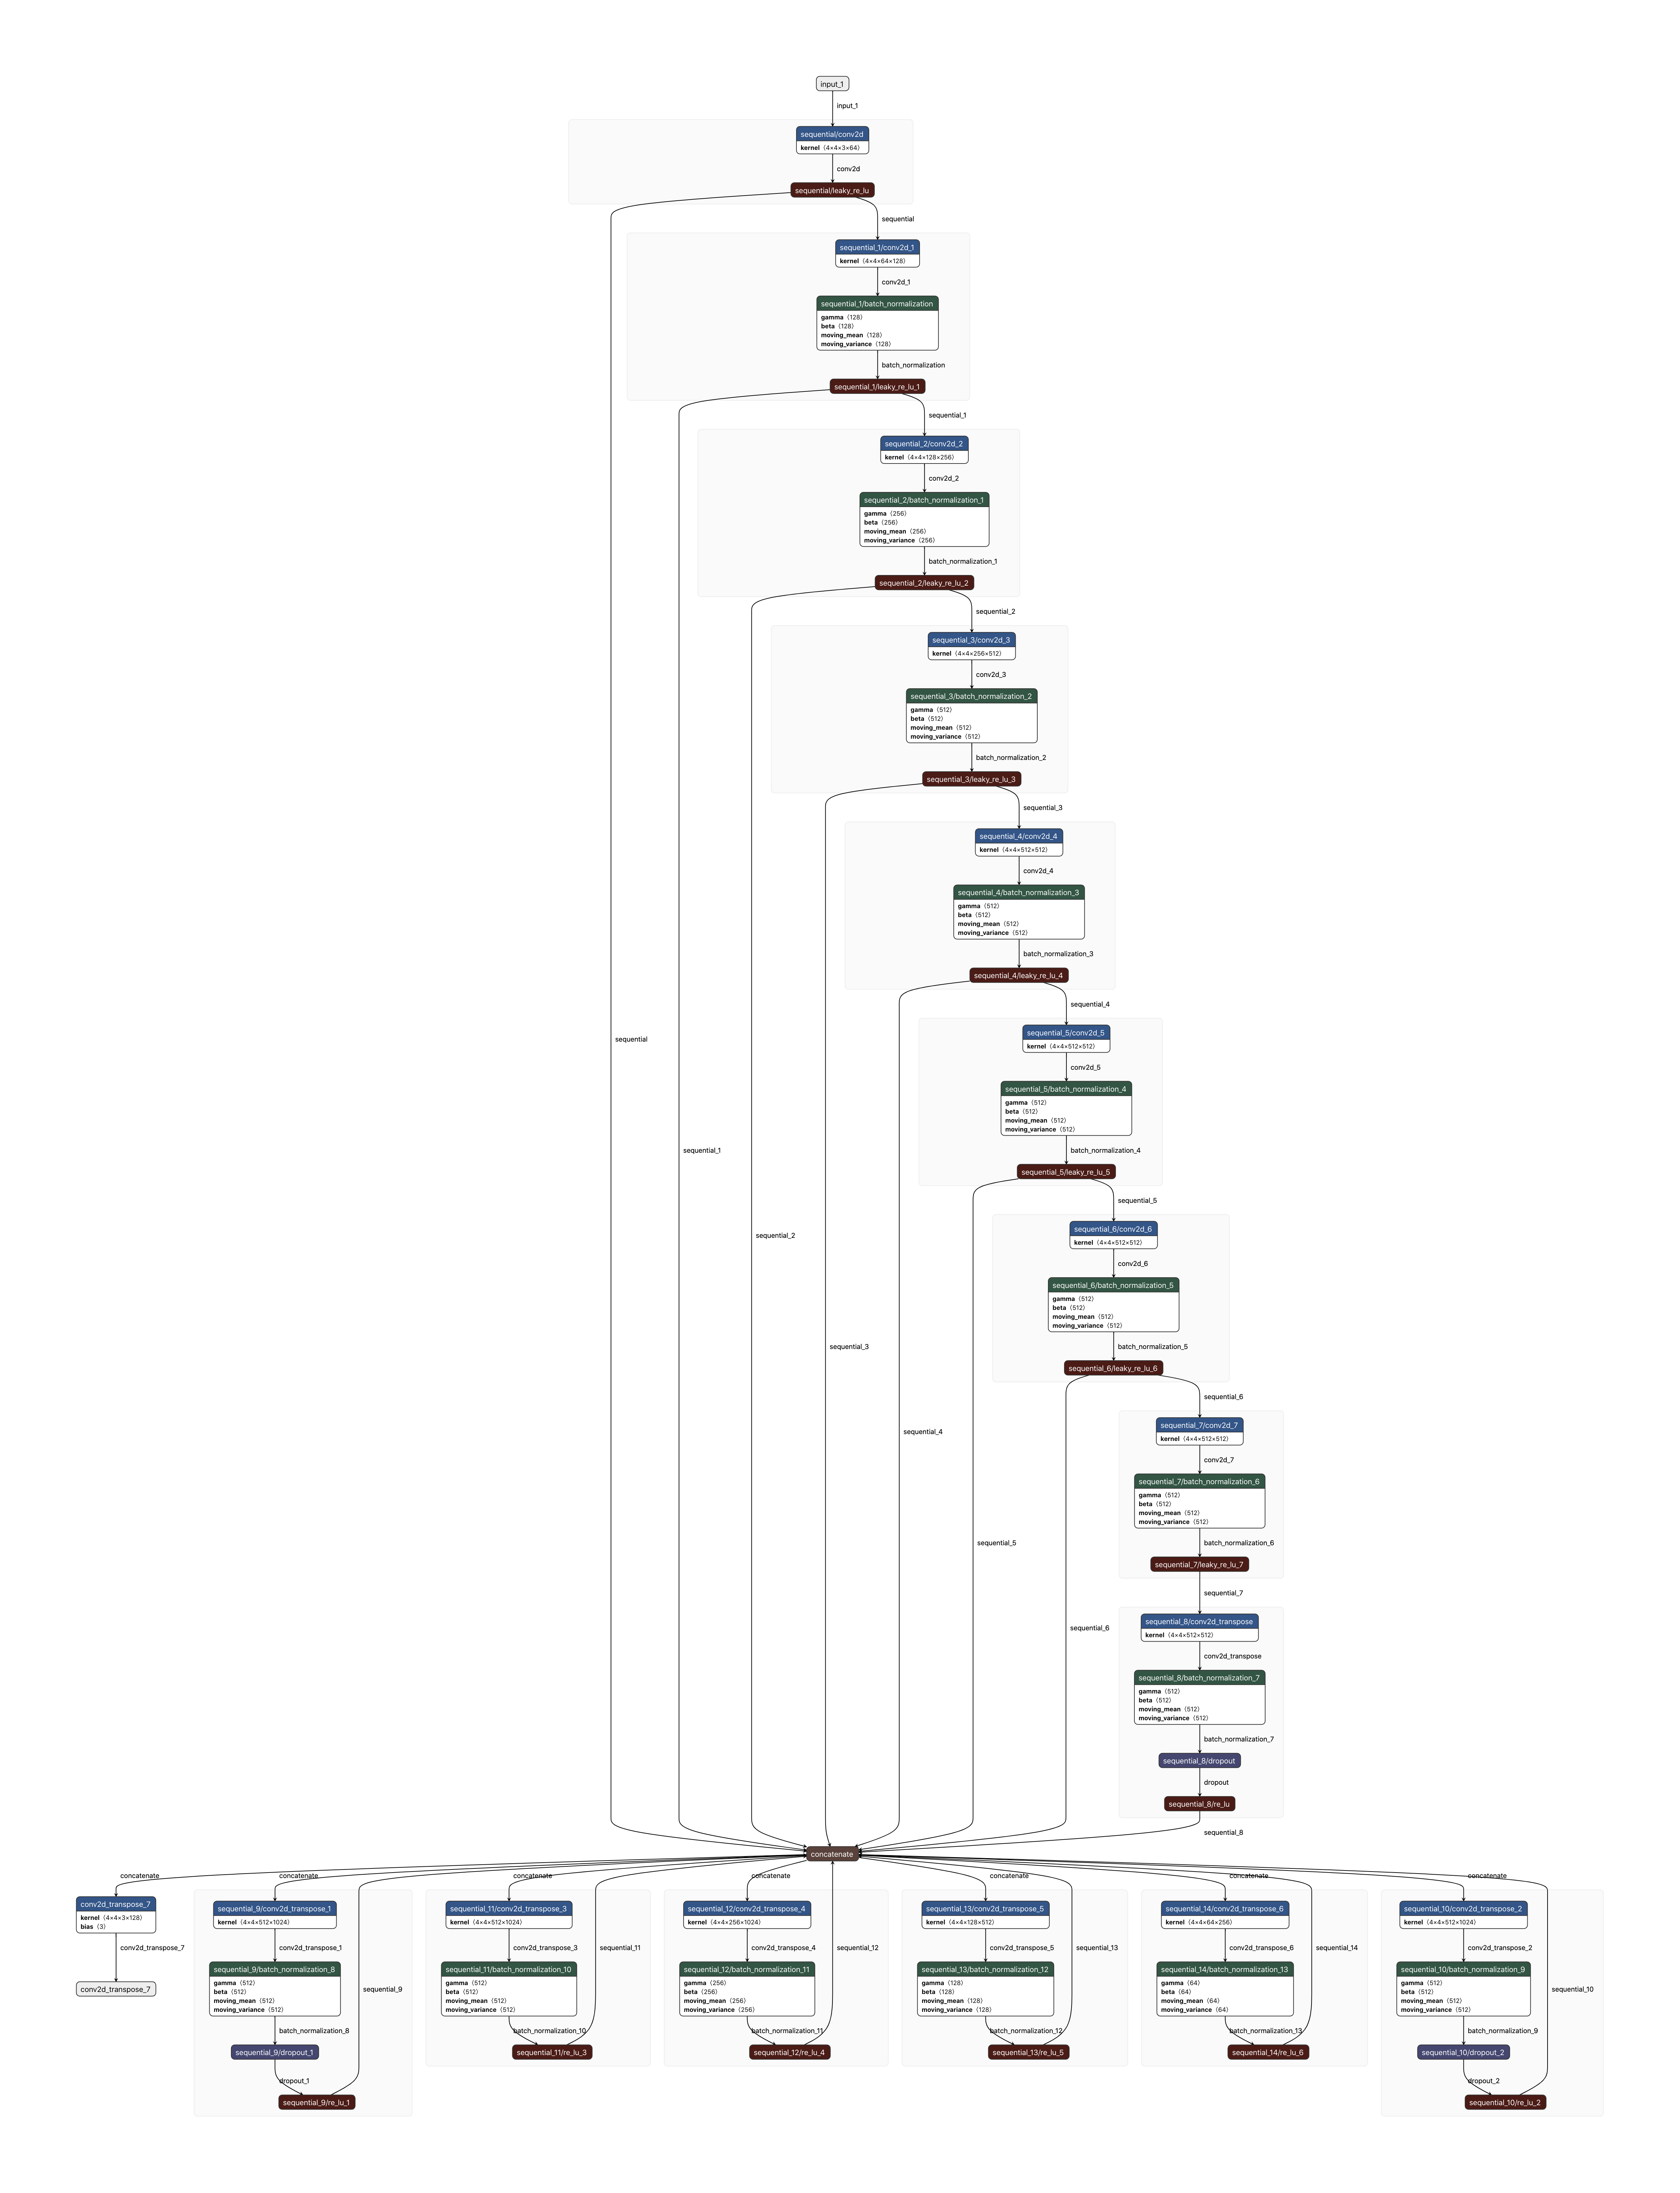 input_1
input_1
sequential/conv2d
kernel ⟨4×4×3×64⟩
conv2d
sequential/leaky_re_lu
sequential
sequential_1/conv2d_1
kernel ⟨4×4×64×128⟩
conv2d_1
sequential_1/batch_normalization
gamma ⟨128⟩
beta ⟨128⟩
moving_mean ⟨128⟩
moving_variance ⟨128⟩
batch_normalization
sequential_1/leaky_re_lu_1
sequential_1
sequential_2/conv2d_2
kernel ⟨4×4×128×256⟩
conv2d_2
sequential_2/batch_normalization_1
gamma ⟨256⟩
beta ⟨256⟩
moving_mean ⟨256⟩
moving_variance ⟨256⟩
batch_normalization_1
sequential_2/leaky_re_lu_2
sequential_2
sequential_3/conv2d_3
kernel ⟨4×4×256×512⟩
conv2d_3
sequential_3/batch_normalization_2
gamma ⟨512⟩
beta ⟨512⟩
moving_mean ⟨512⟩
moving_variance ⟨512⟩
batch_normalization_2
sequential_3/leaky_re_lu_3
sequential_3
sequential_4/conv2d_4
kernel ⟨4×4×512×512⟩
conv2d_4
sequential_4/batch_normalization_3
gamma ⟨512⟩
beta ⟨512⟩
moving_mean ⟨512⟩
moving_variance ⟨512⟩
batch_normalization_3
sequential_4/leaky_re_lu_4
sequential_4
sequential_5/conv2d_5
kernel ⟨4×4×512×512⟩
sequential
conv2d_5
sequential_5/batch_normalization_4
gamma ⟨512⟩
beta ⟨512⟩
moving_mean ⟨512⟩
moving_variance ⟨512⟩
sequential_1
batch_normalization_4
sequential_5/leaky_re_lu_5
sequential_5
sequential_6/conv2d_6
kernel ⟨4×4×512×512⟩
sequential_2
conv2d_6
sequential_6/batch_normalization_5
gamma ⟨512⟩
beta ⟨512⟩
moving_mean ⟨512⟩
moving_variance ⟨512⟩
sequential_3
batch_normalization_5
sequential_6/leaky_re_lu_6
sequential_6
sequential_7/conv2d_7
kernel ⟨4×4×512×512⟩
sequential_4
conv2d_7
sequential_7/batch_normalization_6
gamma ⟨512⟩
beta ⟨512⟩
moving_mean ⟨512⟩
moving_variance ⟨512⟩
sequential_5
batch_normalization_6
sequential_7/leaky_re_lu_7
sequential_7
sequential_8/conv2d_transpose
kernel ⟨4×4×512×512⟩
sequential_6
conv2d_transpose
sequential_8/batch_normalization_7
gamma ⟨512⟩
beta ⟨512⟩
moving_mean ⟨512⟩
moving_variance ⟨512⟩
batch_normalization_7
sequential_8/dropout
dropout
sequential_8/re_lu
sequential_8
concatenate
concatenate
conv2d_transpose_7
kernel ⟨4×4×3×128⟩
bias ⟨3⟩
conv2d_transpose_7
conv2d_transpose_7
concatenate
sequential_9/conv2d_transpose_1
kernel ⟨4×4×512×1024⟩
conv2d_transpose_1
sequential_9/batch_normalization_8
gamma ⟨512⟩
beta ⟨512⟩
moving_mean ⟨512⟩
moving_variance ⟨512⟩
sequential_9
batch_normalization_8
sequential_9/dropout_1
dropout_1
sequential_9/re_lu_1
concatenate
sequential_11/conv2d_transpose_3
kernel ⟨4×4×512×1024⟩
conv2d_transpose_3
sequential_11
sequential_11/batch_normalization_10
gamma ⟨512⟩
beta ⟨512⟩
moving_mean ⟨512⟩
moving_variance ⟨512⟩
batch_normalization_10
sequential_11/re_lu_3
concatenate
sequential_12/conv2d_transpose_4
kernel ⟨4×4×256×1024⟩
conv2d_transpose_4
sequential_12
sequential_12/batch_normalization_11
gamma ⟨256⟩
beta ⟨256⟩
moving_mean ⟨256⟩
moving_variance ⟨256⟩
batch_normalization_11
sequential_12/re_lu_4
concatenate
sequential_13/conv2d_transpose_5
kernel ⟨4×4×128×512⟩
conv2d_transpose_5
sequential_13
sequential_13/batch_normalization_12
gamma ⟨128⟩
beta ⟨128⟩
moving_mean ⟨128⟩
moving_variance ⟨128⟩
batch_normalization_12
sequential_13/re_lu_5
concatenate
sequential_14/conv2d_transpose_6
kernel ⟨4×4×64×256⟩
conv2d_transpose_6
sequential_14
sequential_14/batch_normalization_13
gamma ⟨64⟩
beta ⟨64⟩
moving_mean ⟨64⟩
moving_variance ⟨64⟩
batch_normalization_13
sequential_14/re_lu_6
concatenate
sequential_10/conv2d_transpose_2
kernel ⟨4×4×512×1024⟩
conv2d_transpose_2
sequential_10/batch_normalization_9
gamma ⟨512⟩
beta ⟨512⟩
moving_mean ⟨512⟩
moving_variance ⟨512⟩
sequential_10
batch_normalization_9
sequential_10/dropout_2
dropout_2
sequential_10/re_lu_2